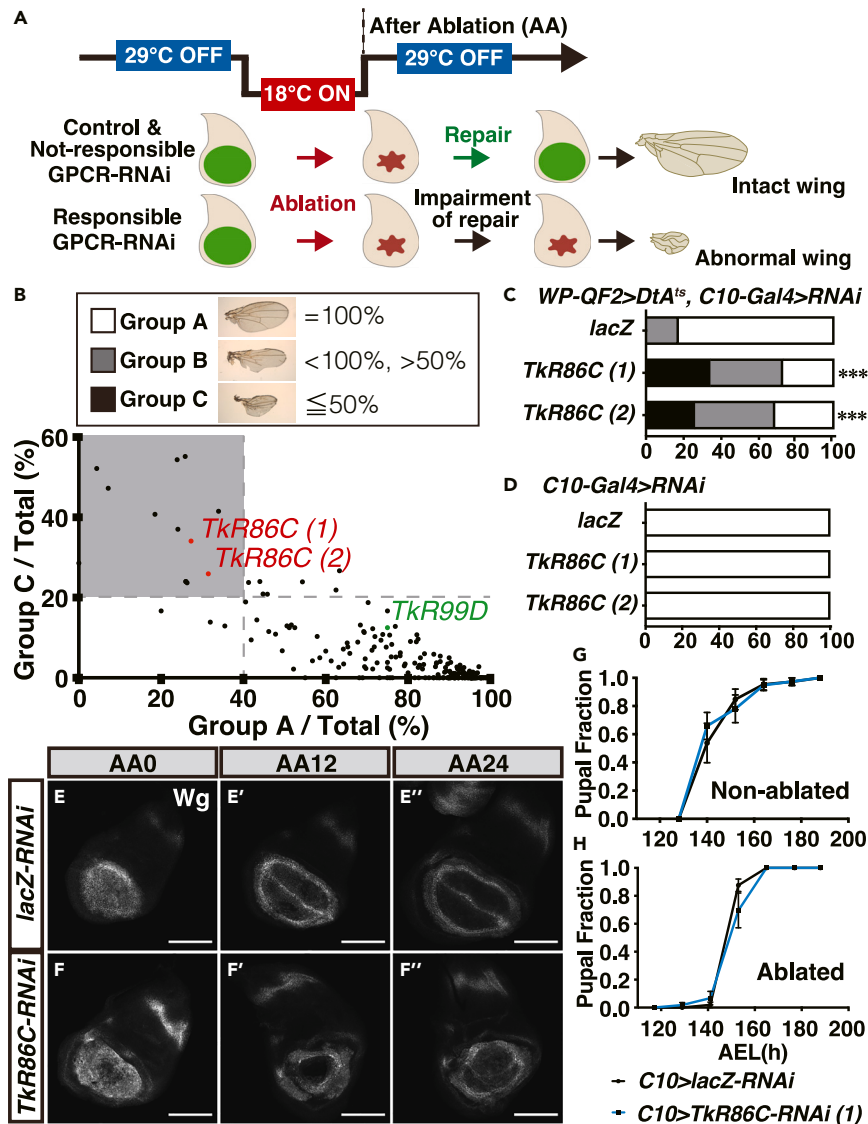 A
After Ablation (AA)
29°C OFF
18°C ON
29°C OFF
Control &
Not-responsible
GPCR-RNAi
Repair
Intact wing
Responsible
GPCR-RNAi
Ablation
Impairment
of repair
Abnormal wing
B
Group A
=100%
Group B
<100%, >50%
Group C
≦50%
60
40
20
0
Group C / Total (%)
TkR86C (1)
TkR86C (2)
TkR99D
0 20 40 60 80 100
Group A / Total (%)
C WP-QF2>DtAts, C10-Gal4>RNAi
lacZ
TkR86C (1)
***
TkR86C (2)
***
0 20 40 60 80 100
D C10-Gal4>RNAi
lacZ
TkR86C (1)
TkR86C (2)
0 20 40 60 80 100
AA0
AA12
AA24
lacZ-RNAi
E
Wg
E'
E''
TkR86C-RNAi
F
F'
F''
G
Pupal Fraction
1.0
0.8
0.6
0.4
0.2
0.0
Non-ablated
120 140 160 180 200
H
Pupal Fraction
1.0
0.8
0.6
0.4
0.2
0.0
Ablated
120 140 160 180 200
AEL(h)
C10>lacZ-RNAi
C10>TkR86C-RNAi (1)